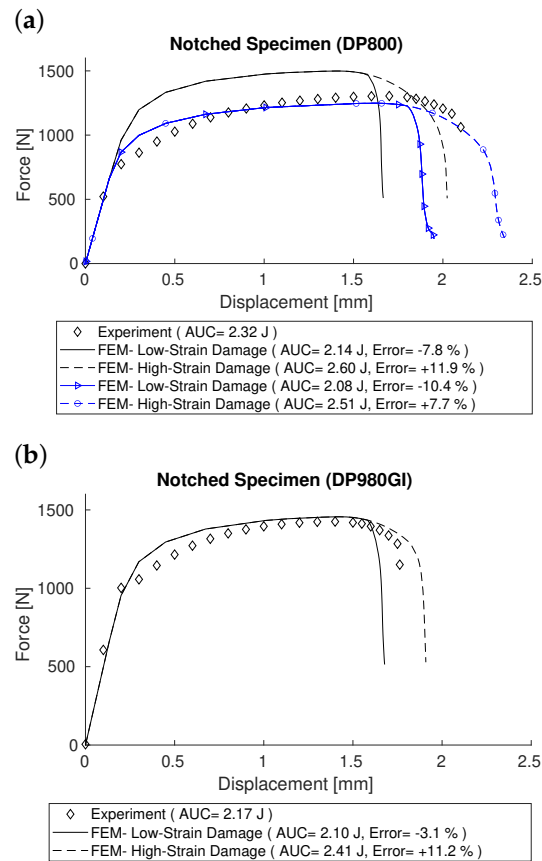 (a)
Notched Specimen (DP800)
1500
1000
500
0
Force [N]
0 0.5 1 1.5 2 2.5
Displacement [mm]
Experiment ( AUC= 2.32 J )
FEM- Low-Strain Damage ( AUC= 2.14 J, Error= -7.8 % )
FEM- High-Strain Damage ( AUC= 2.60 J, Error= +11.9 % )
FEM- Low-Strain Damage ( AUC= 2.08 J, Error= -10.4 % )
FEM- High-Strain Damage ( AUC= 2.51 J, Error= +7.7 % )
(b)
Notched Specimen (DP980GI)
1500
1000
500
0
Force [N]
0 0.5 1 1.5 2 2.5
Displacement [mm]
Experiment ( AUC= 2.17 J )
FEM- Low-Strain Damage ( AUC= 2.10 J, Error= -3.1 % )
FEM- High-Strain Damage ( AUC= 2.41 J, Error= +11.2 % )